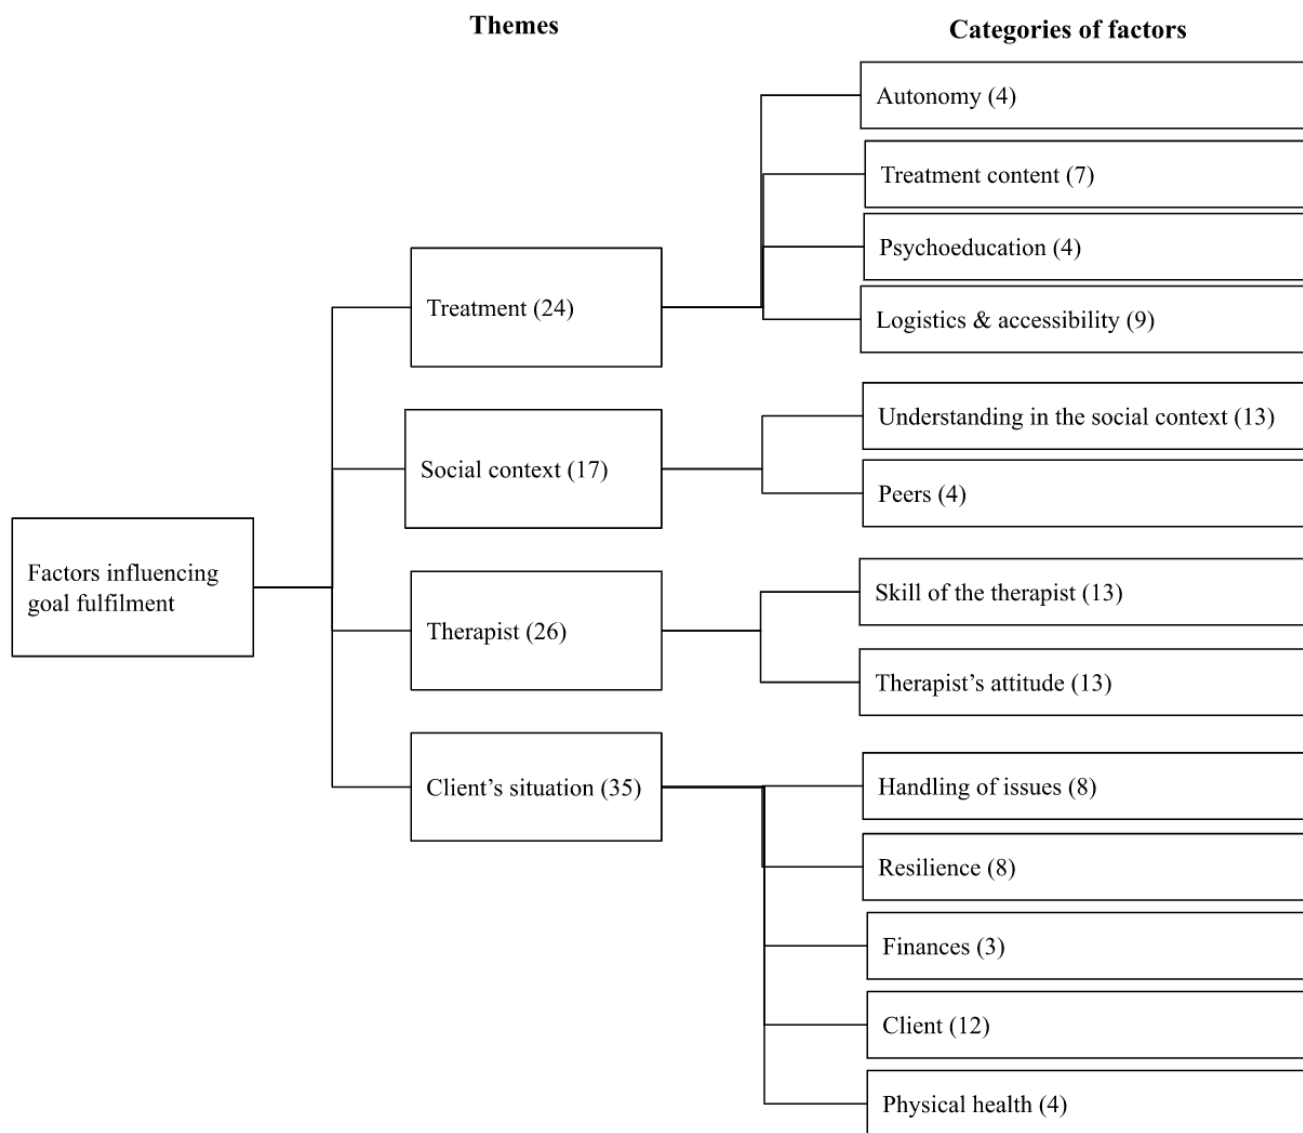 Themes
Categories of factors
Factors influencing
goal fulfilment
Treatment (24)
Autonomy (4)
Treatment content (7)
Psychoeducation (4)
Logistics & accessibility (9)
Social context (17)
Understanding in the social context (13)
Peers (4)
Therapist (26)
Skill of the therapist (13)
Therapist’s attitude (13)
Client’s situation (35)
Handling of issues (8)
Resilience (8)
Finances (3)
Client (12)
Physical health (4)